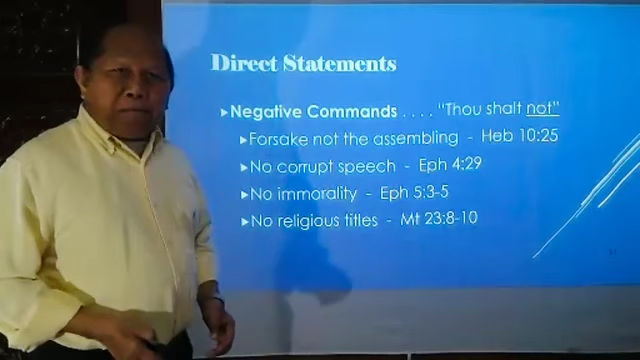 Direct Statements
▸Negative Commands . . . . "Thou shalt not"
▸Forsake not the assembling - Heb 10:25
▸No corrupt speech - Eph 4:29
▸No immorality - Eph 5:3-5
▸No religious titles - Mt 23:8-10